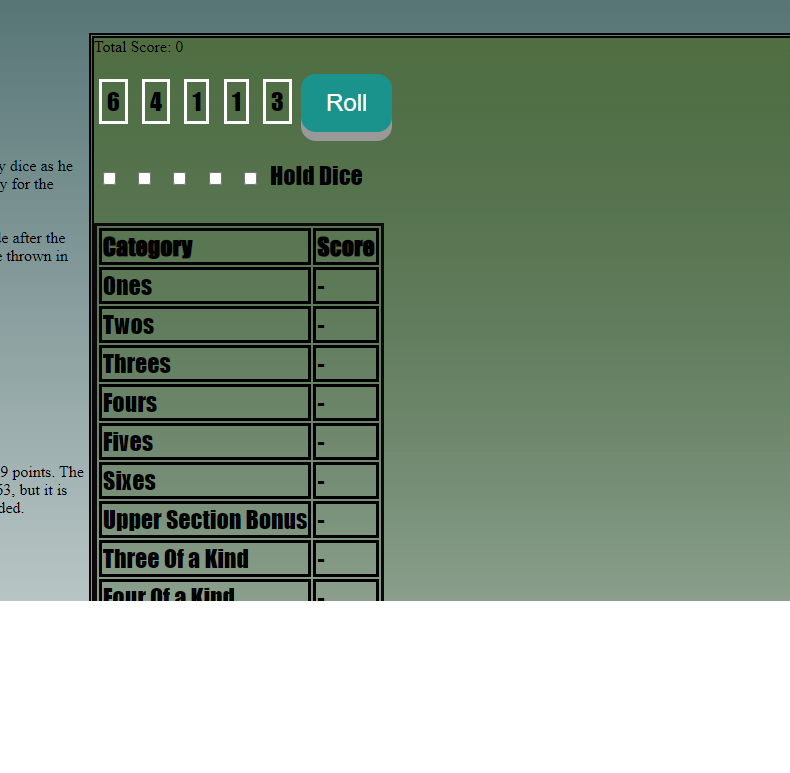 Total Score: 0
6 4 1 1 3 Roll
y dice as he
y for the
Hold Dice
e after the
thrown in
Category Score
Ones -
Twos -
Threes -
Fours -
Fives -
9 points. The
Sixes -
53, but it is
ded.
Upper Section Bonus -
Three Of a Kind -
Four Of a Kind -